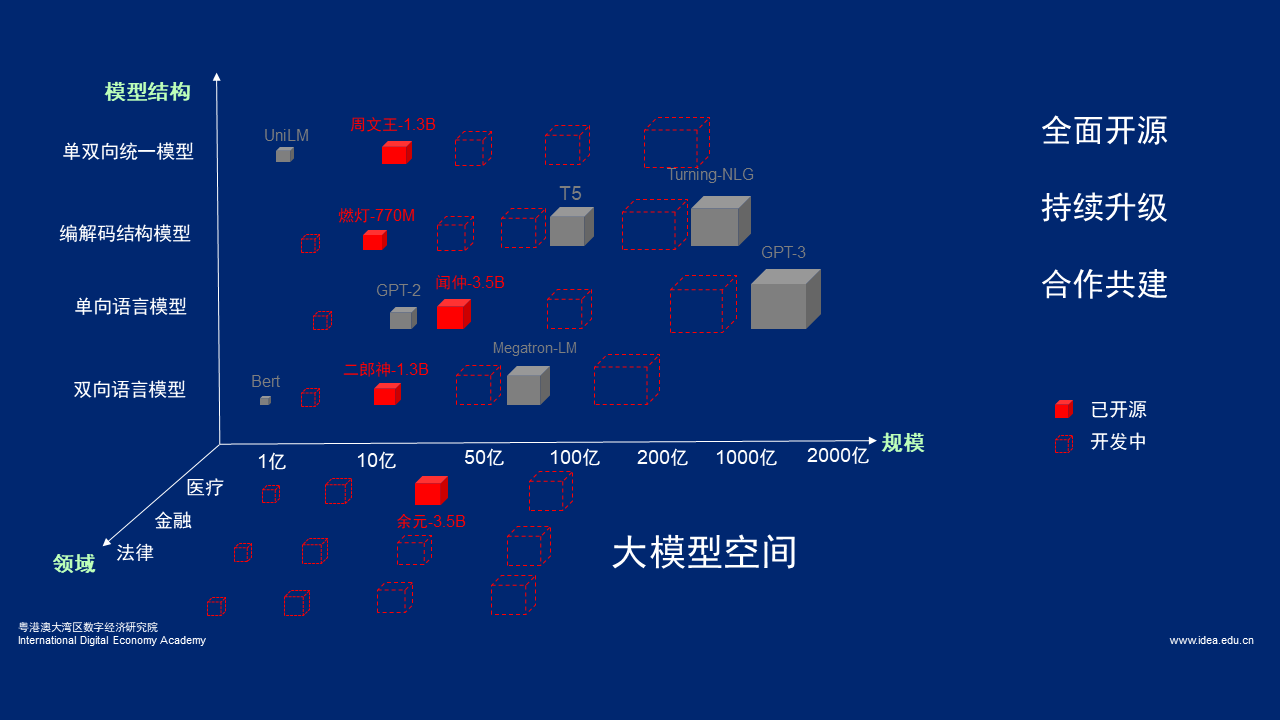 模型结构
单双向统一模型
UniLM
周文王-1.3B
编解码结构模型
燃灯-770M
T5
Turning-NLG
单向语言模型
GPT-2
闻仲-3.5B
GPT-3
双向语言模型
Bert
二郎神-1.3B
Megatron-LM
规模
1亿
10亿
50亿
100亿
200亿
1000亿
2000亿
医疗
金融
法律
领域
余元-3.5B
大模型空间
全面开源
持续升级
合作共建
已开源
开发中
粤港澳大湾区数字经济研究院
International Digital Economy Academy
www.idea.edu.cn